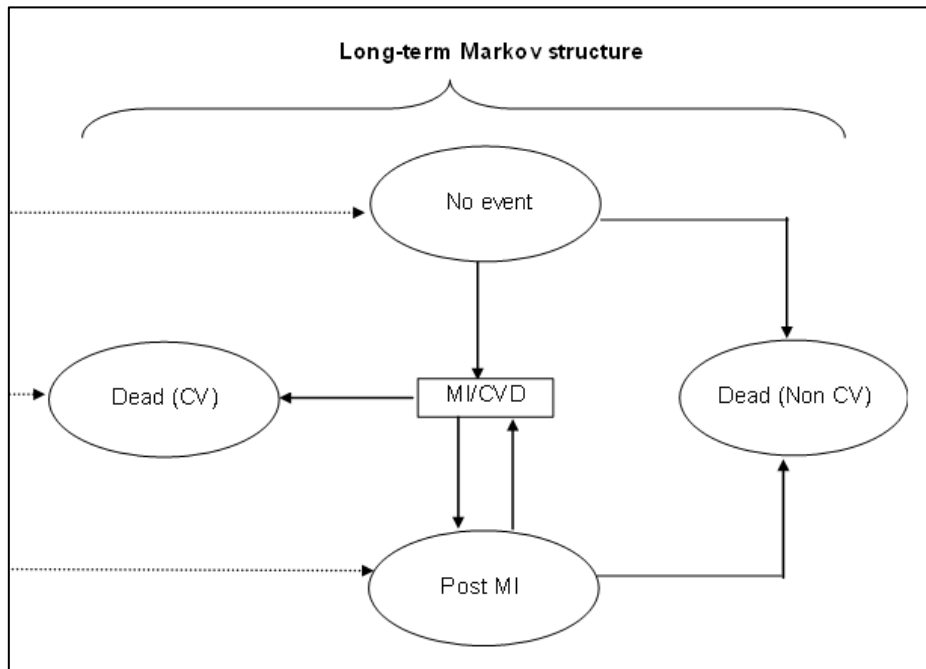 Long-term Markov structure
No event
Dead (CV)
MI/CVD
Dead (Non CV)
Post MI